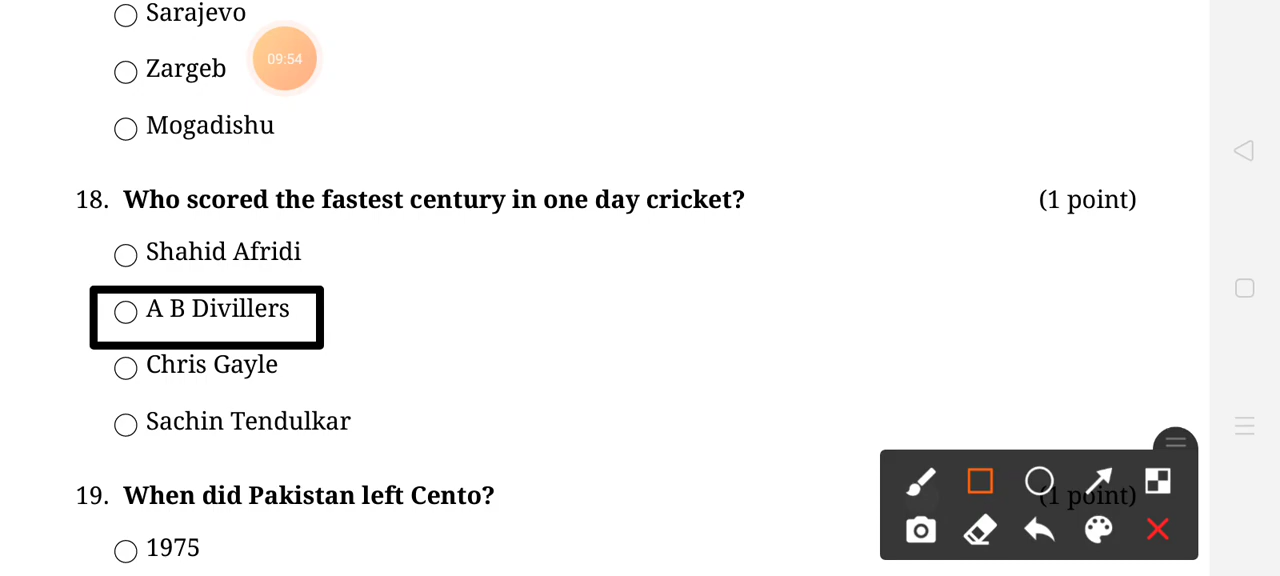 Sarajevo
Zargeb
09:54
Mogadishu
18. Who scored the fastest century in one day cricket? (1 point)
Shahid Afridi
A B Divillers
Chris Gayle
Sachin Tendulkar
19. When did Pakistan left Cento? (1 point)
1975